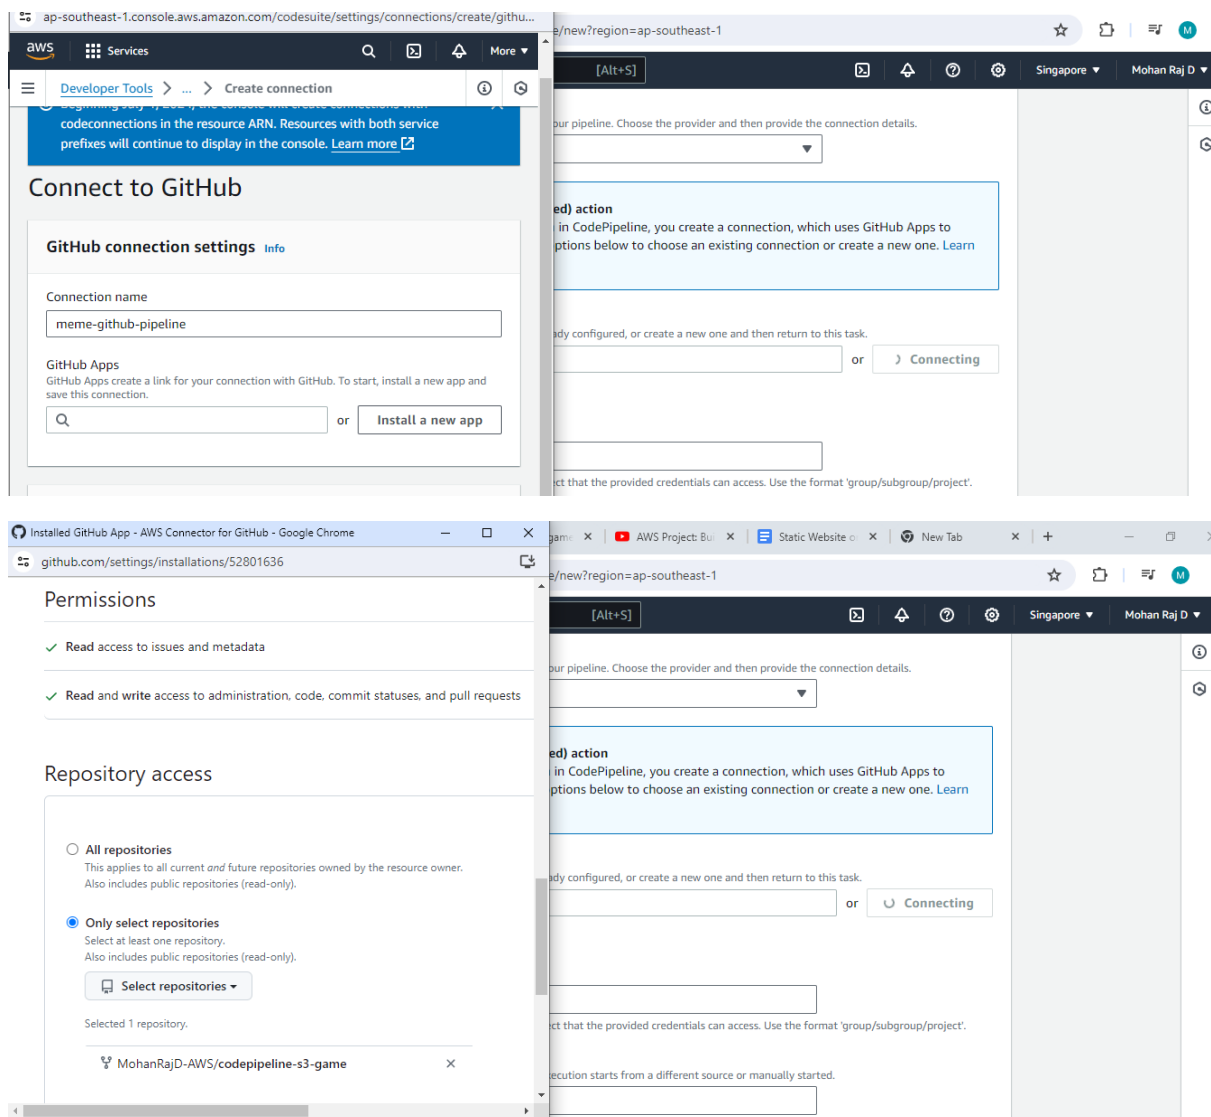 ap-southeast-1.console.aws.amazon.com/codesuite/settings/connections/create/githu...
aws Services More
Developer Tools ... Create connection
codeconnections in the resource ARN. Resources with both service
prefixes will continue to display in the console. Learn more
Connect to GitHub
GitHub connection settings Info
Connection name
meme-github-pipeline
GitHub Apps
GitHub Apps create a link for your connection with GitHub. To start, install a new app and
save this connection.
or Install a new app
e/new?region=ap-southeast-1
M
[Alt+S] Singapore Mohan Raj D
our pipeline. Choose the provider and then provide the connection details.
ed) action
in CodePipeline, you create a connection, which uses GitHub Apps to
ptions below to choose an existing connection or create a new one. Learn
ady configured, or create a new one and then return to this task.
or Connecting
ct that the provided credentials can access. Use the format 'group/subgroup/project'.
Installed GitHub App - AWS Connector for GitHub - Google Chrome
github.com/settings/installations/52801636
Permissions
Read access to issues and metadata
Read and write access to administration, code, commit statuses, and pull requests
Repository access
All repositories
This applies to all current and future repositories owned by the resource owner.
Also includes public repositories (read-only).
Only select repositories
Select at least one repository.
Also includes public repositories (read-only).
Select repositories
Selected 1 repository.
MohanRajD-AWS/codepipeline-s3-game
game AWS Project: Bu Static Website o New Tab
e/new?region=ap-southeast-1
M
[Alt+S] Singapore Mohan Raj D
our pipeline. Choose the provider and then provide the connection details.
ed) action
in CodePipeline, you create a connection, which uses GitHub Apps to
ptions below to choose an existing connection or create a new one. Learn
ady configured, or create a new one and then return to this task.
or Connecting
ct that the provided credentials can access. Use the format 'group/subgroup/project'.
ecution starts from a different source or manually started.